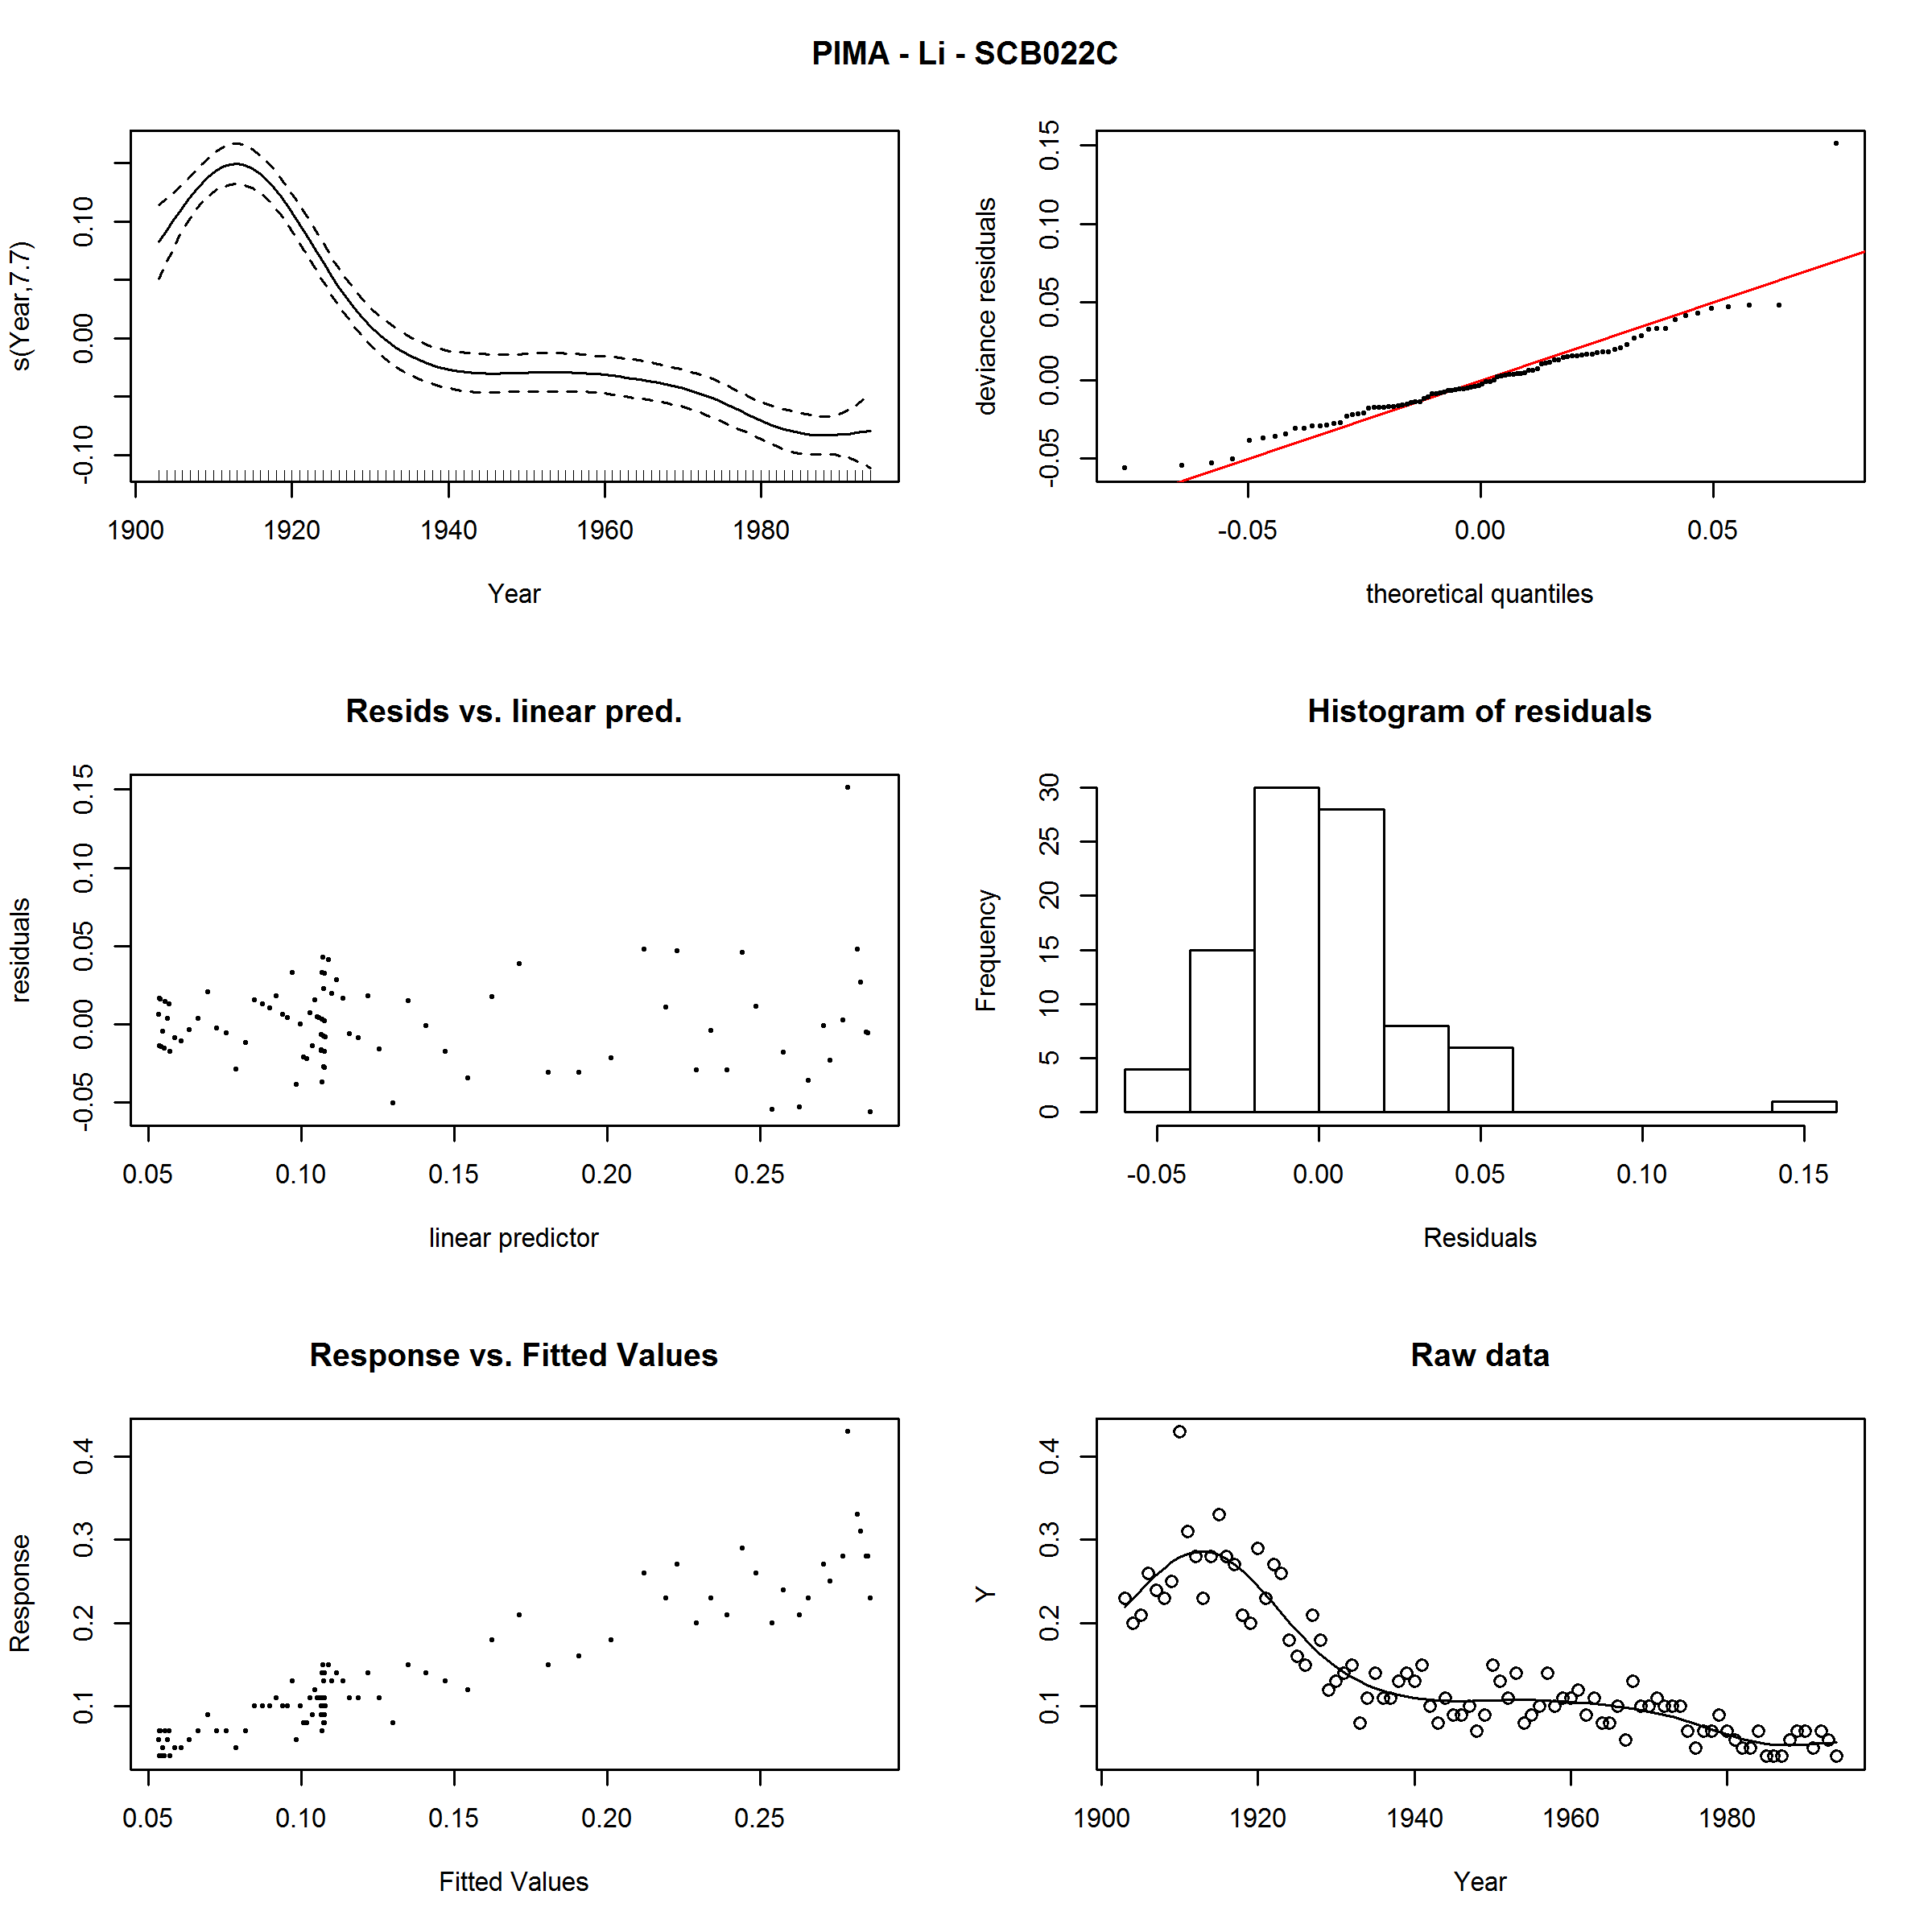 PIMA - Li - SCB022C
s(Year,7.7)
-0.10 0.00 0.10
1900 1920 1940 1960 1980
Year
deviance residuals
-0.05 0.00 0.05 0.10 0.15
-0.05 0.00 0.05
theoretical quantiles
Resids vs. linear pred.
residuals
-0.05 0.00 0.05 0.10 0.15
0.05 0.10 0.15 0.20 0.25
linear predictor
Histogram of residuals
Frequency
0 5 10 15 20 25 30
-0.05 0.00 0.05 0.10 0.15
Residuals
Response vs. Fitted Values
Response
0.1 0.2 0.3 0.4
0.05 0.10 0.15 0.20 0.25
Fitted Values
Raw data
Y
0.1 0.2 0.3 0.4
1900 1920 1940 1960 1980
Year